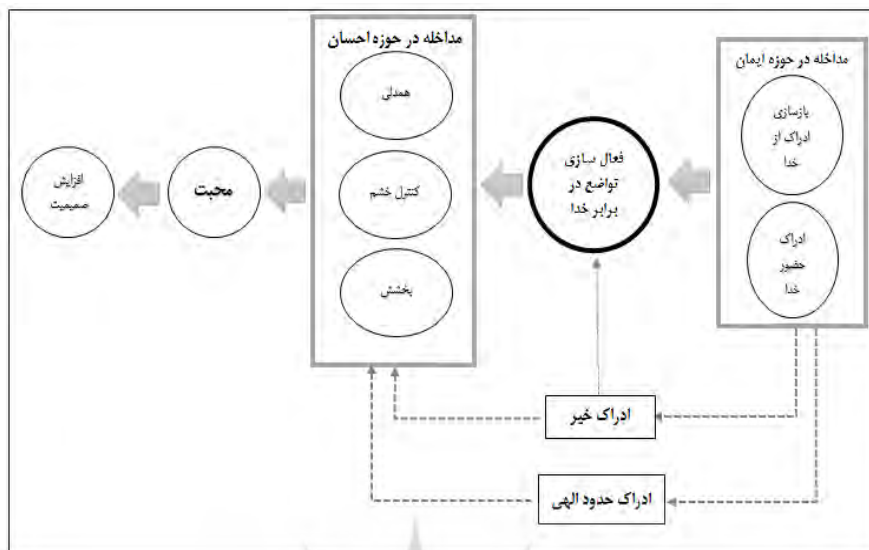 مداخله در حوزه ایمان
بازسازی
ادراک از
خدا
ادراک
حضور
خدا
فعال سازی
تواضع در
برابر خدا
مداخله در حوزه احسان
همدلی
کنترل خشم
بخشش
محبت
افزایش
صمیمیت
ادراک خیر
ادراک حدود الهی